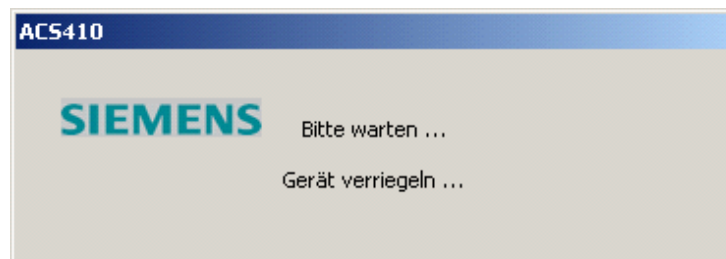 ACS410
SIEMENS
Bitte warten ...
Gerät verriegeln ...